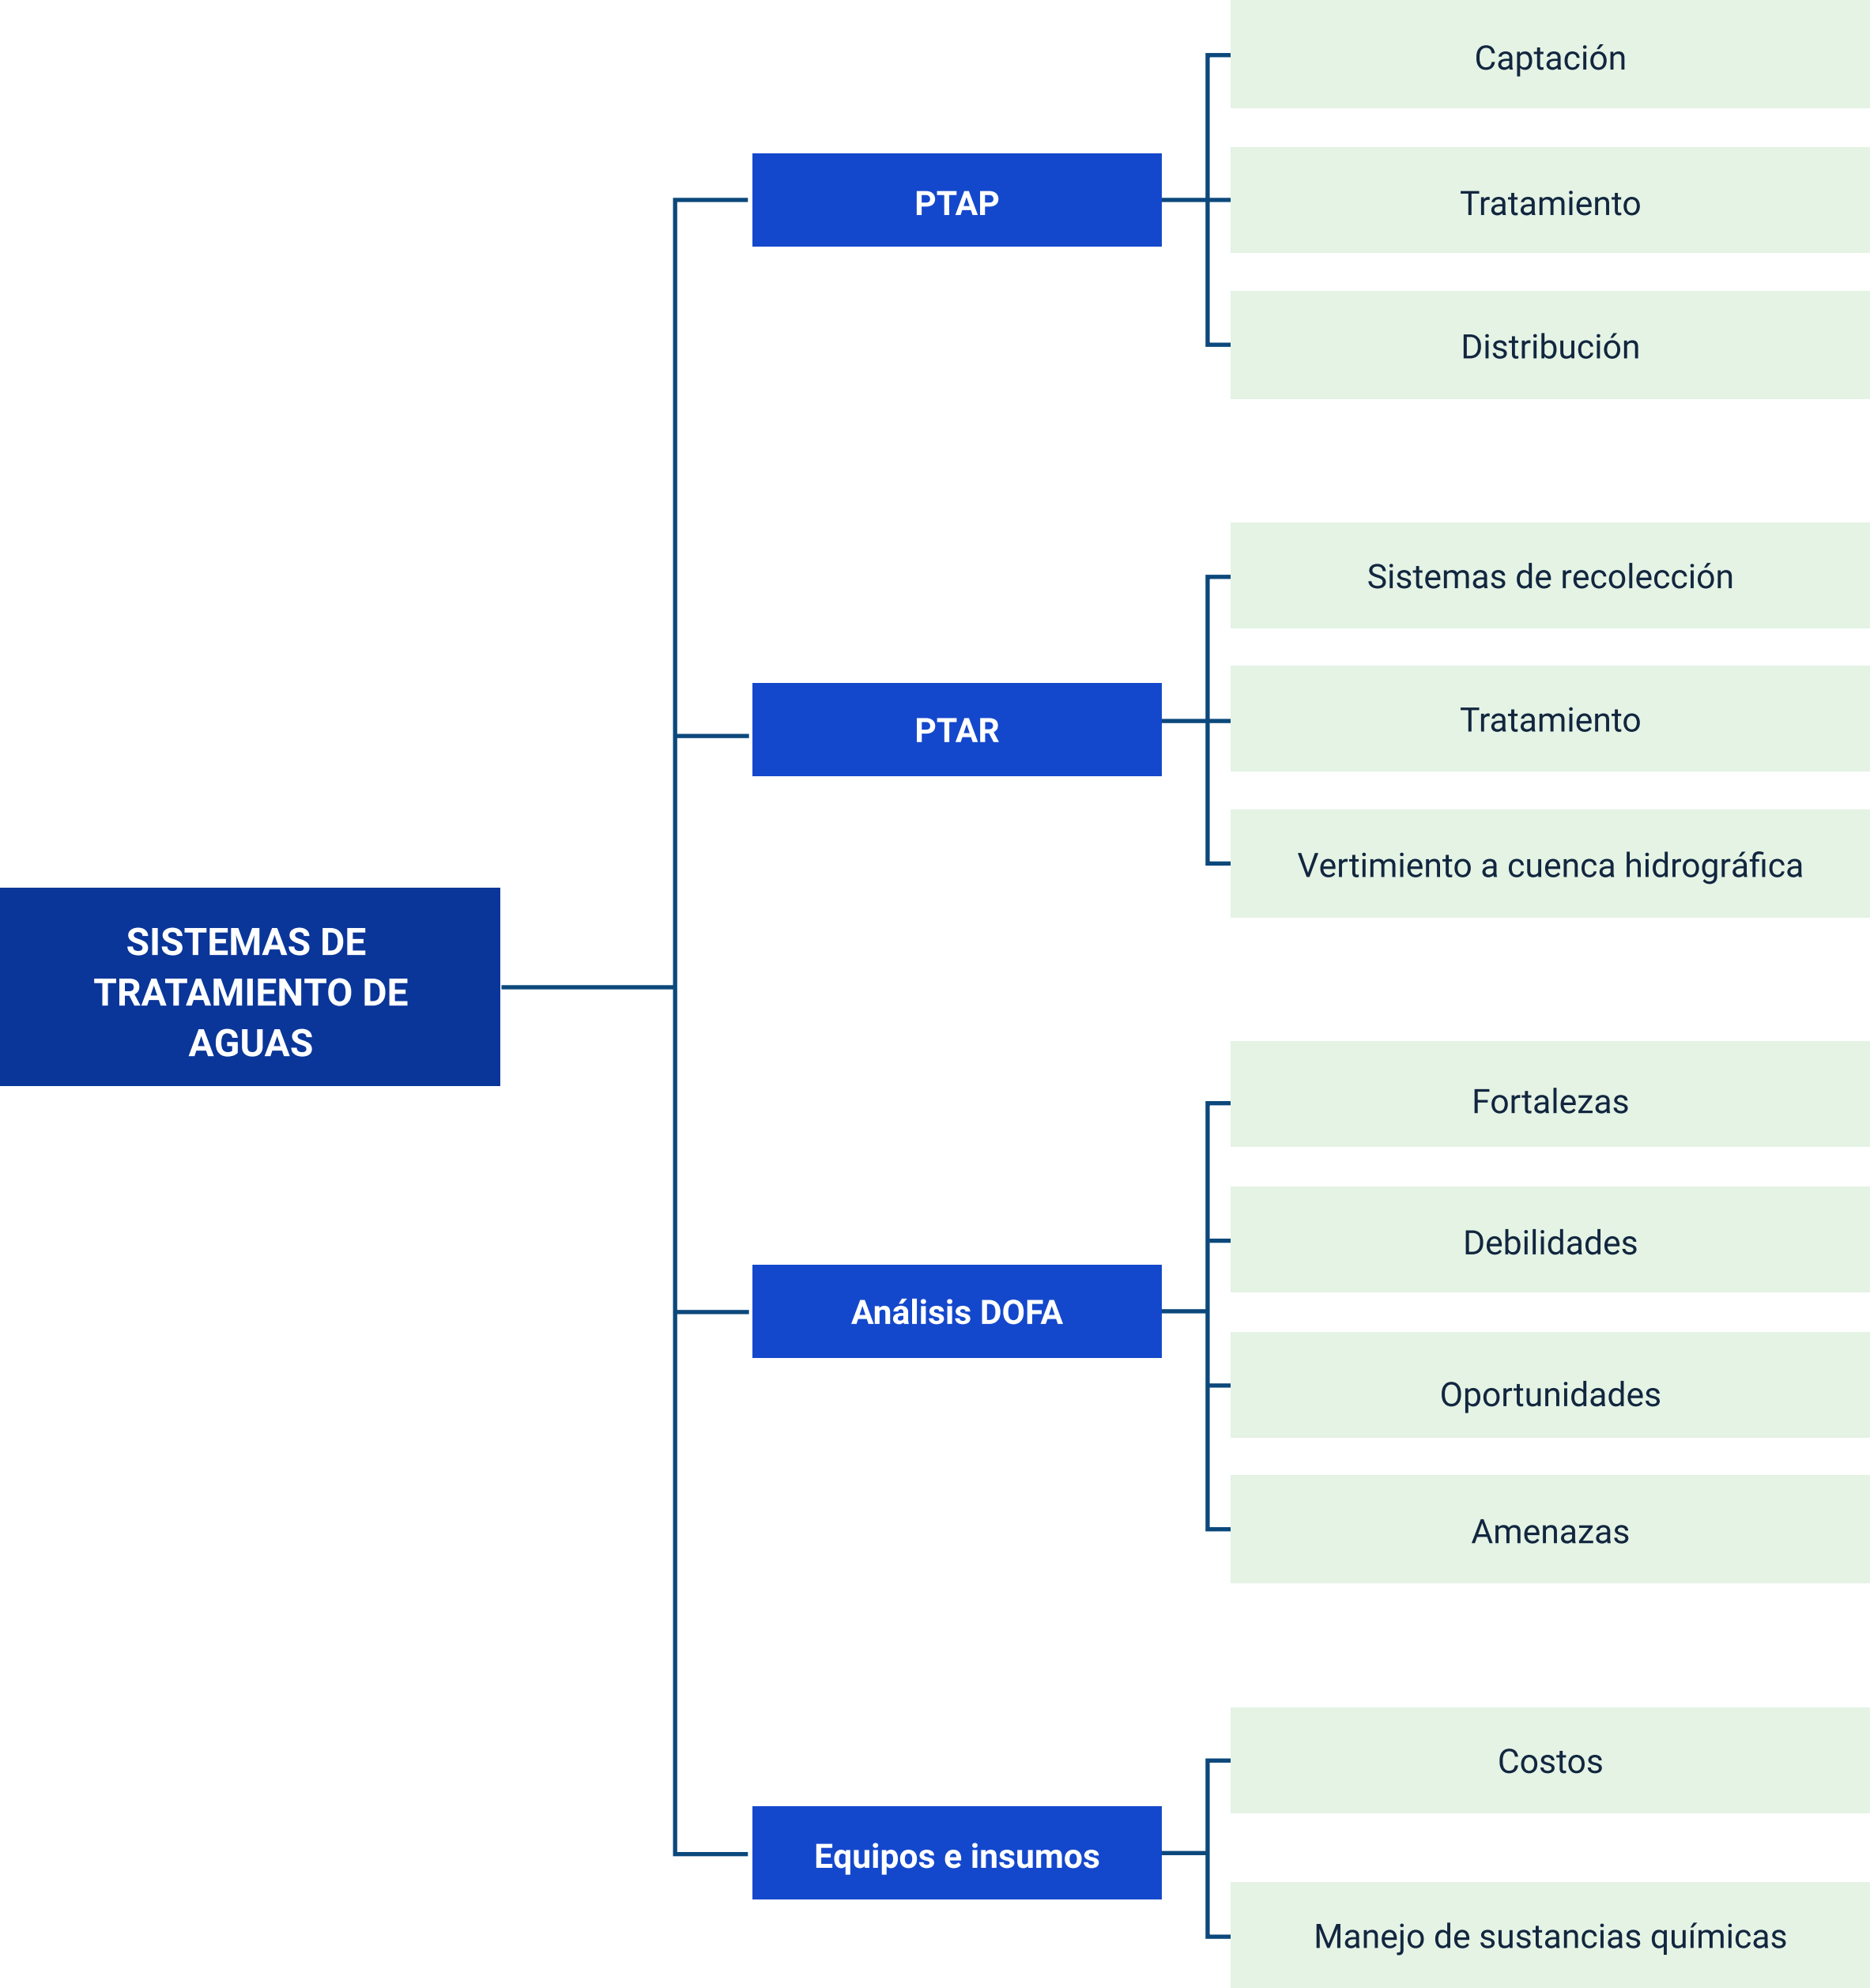 SISTEMAS DE
TRATAMIENTO DE
AGUAS
PTAP
Captación
Tratamiento
Distribución
PTAR
Sistemas de recolección
Tratamiento
Vertimiento a cuenca hidrográfica
Análisis DOFA
Fortalezas
Debilidades
Oportunidades
Amenazas
Equipos e insumos
Costos
Manejo de sustancias químicas